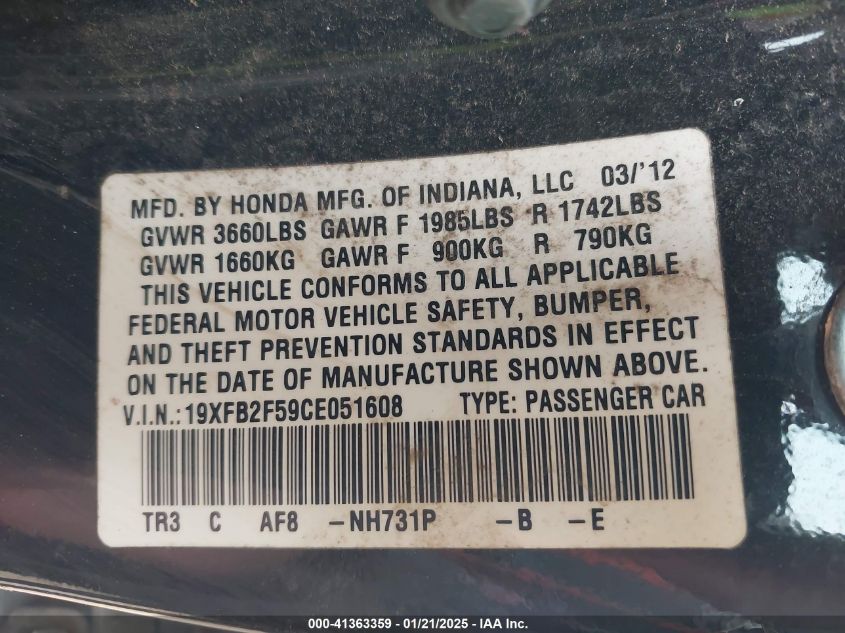 MFD. BY HONDA MFG. OF INDIANA, LLC 03/'12
GVWR 3660LBS GAWR F 1985LBS R 1742LBS
GVWR 1660KG GAWR F 900KG R 790KG
THIS VEHICLE CONFORMS TO ALL APPLICABLE
FEDERAL MOTOR VEHICLE SAFETY, BUMPER,
AND THEFT PREVENTION STANDARDS IN EFFECT
ON THE DATE OF MANUFACTURE SHOWN ABOVE.
V.I.N.:19XFB2F59CE051608 TYPE: PASSENGER CAR
TR3 C AF8 -NH731P -B -E
000-41363359 - 01/21/2025 - IAA Inc.